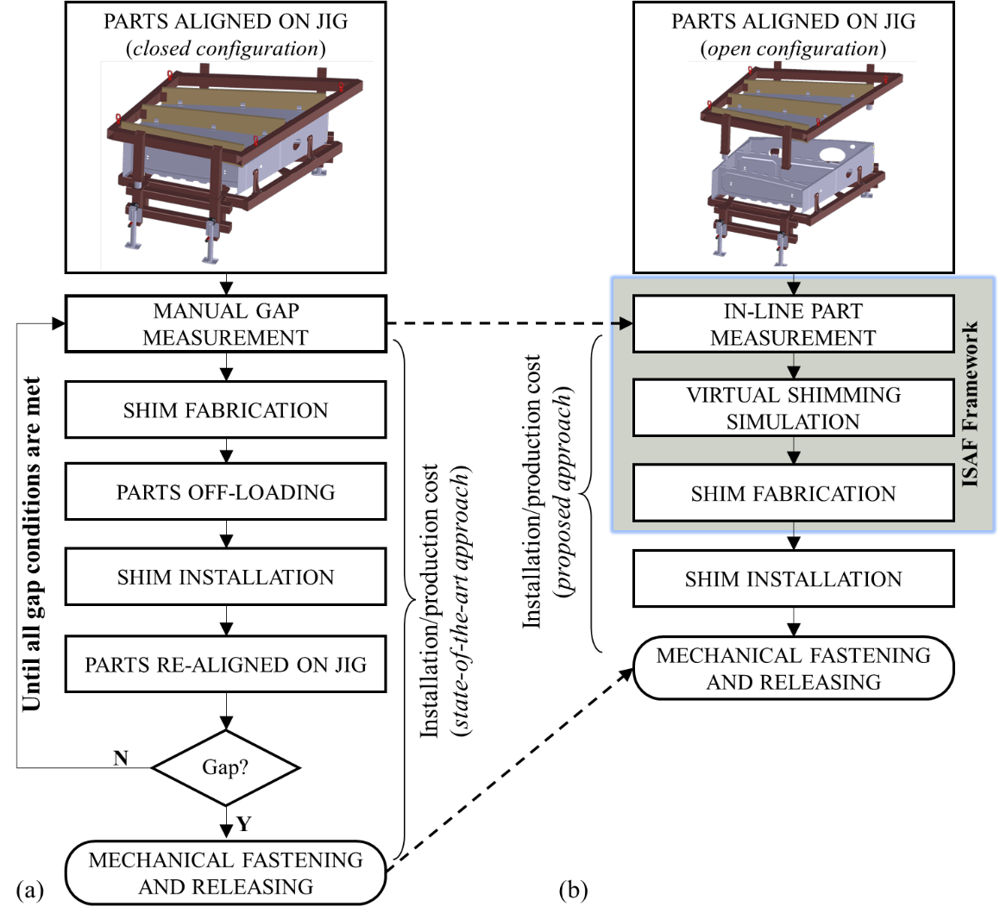 PARTS ALIGNED ON JIG
(closed configuration)
MANUAL GAP
MEASUREMENT
SHIM FABRICATION
PARTS OFF-LOADING
SHIM INSTALLATION
PARTS RE-ALIGNED ON JIG
Gap?
N
Y
MECHANICAL FASTENING
AND RELEASING
Until all gap conditions are met
Installation/production cost
(state-of-the-art approach)
(a)
PARTS ALIGNED ON JIG
(open configuration)
IN-LINE PART
MEASUREMENT
VIRTUAL SHIMMING
SIMULATION
SHIM FABRICATION
ISAF Framework
SHIM INSTALLATION
MECHANICAL FASTENING
AND RELEASING
Installation/production cost
(proposed approach)
(b)